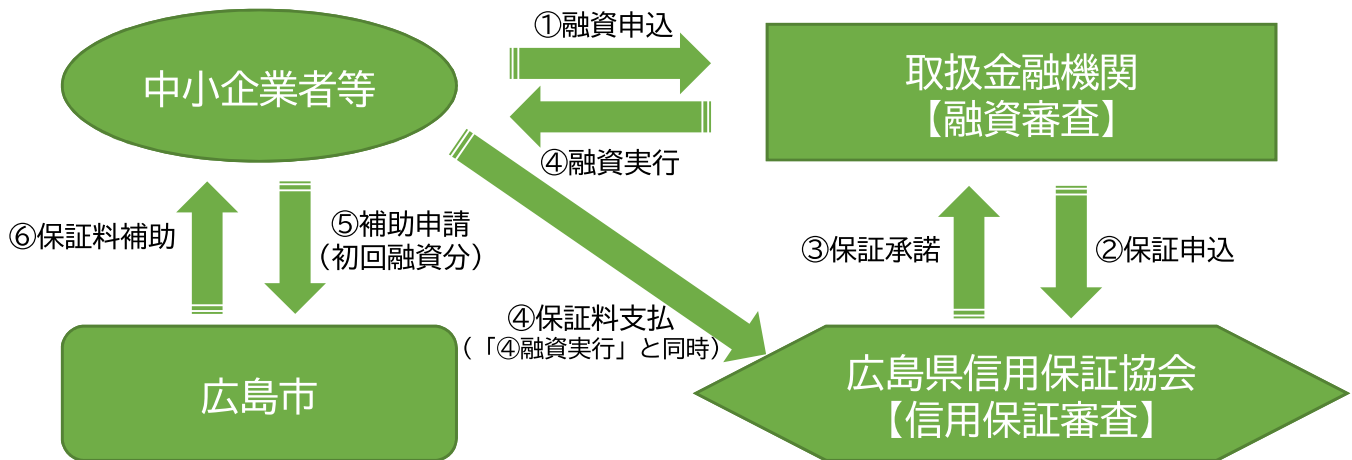 ①融資申込
中小企業者等
取扱金融機関
【融資審査】
④融資実行
⑥保証料補助
⑤補助申請
（初回融資分）
③保証承諾
②保証申込
④保証料支払
（「④融資実行」と同時）
広島市
広島県信用保証協会
【信用保証審査】